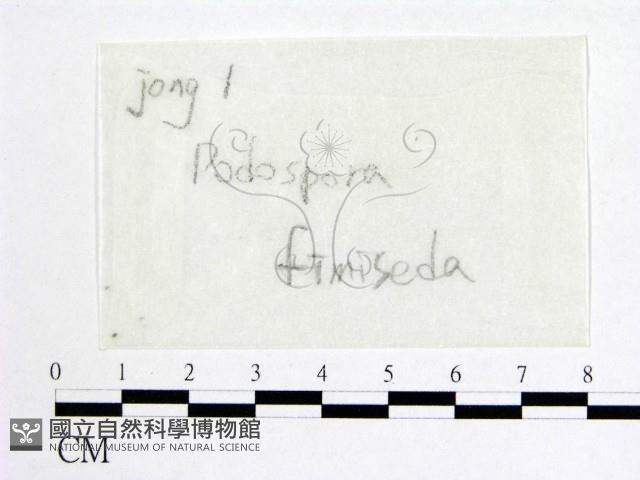 jong 1
Podospora
fimiseda
0 1 2 3 4 5 6 7 8
CM
國立自然科學博物館
NATIONAL MUSEUM OF NATURAL SCIENCE